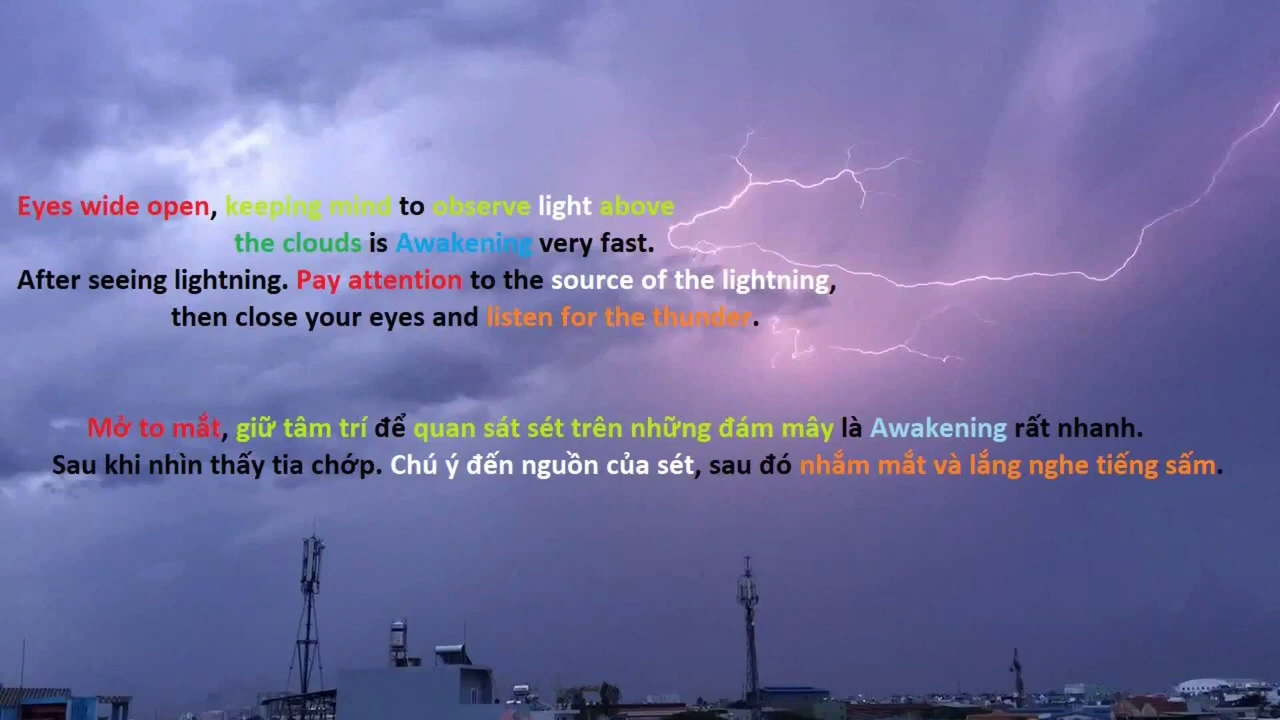 Eyes wide open, keeping mind to observe light above
the clouds is Awakening very fast.
After seeing lightning. Pay attention to the source of the lightning,
then close your eyes and listen for the thunder.
Mở to mắt, giữ tâm trí để quan sát sét trên những đám mây là Awakening rất nhanh.
Sau khi nhìn thấy tia chớp. Chú ý đến nguồn của sét, sau đó nhắm mắt và lắng nghe tiếng sấm.